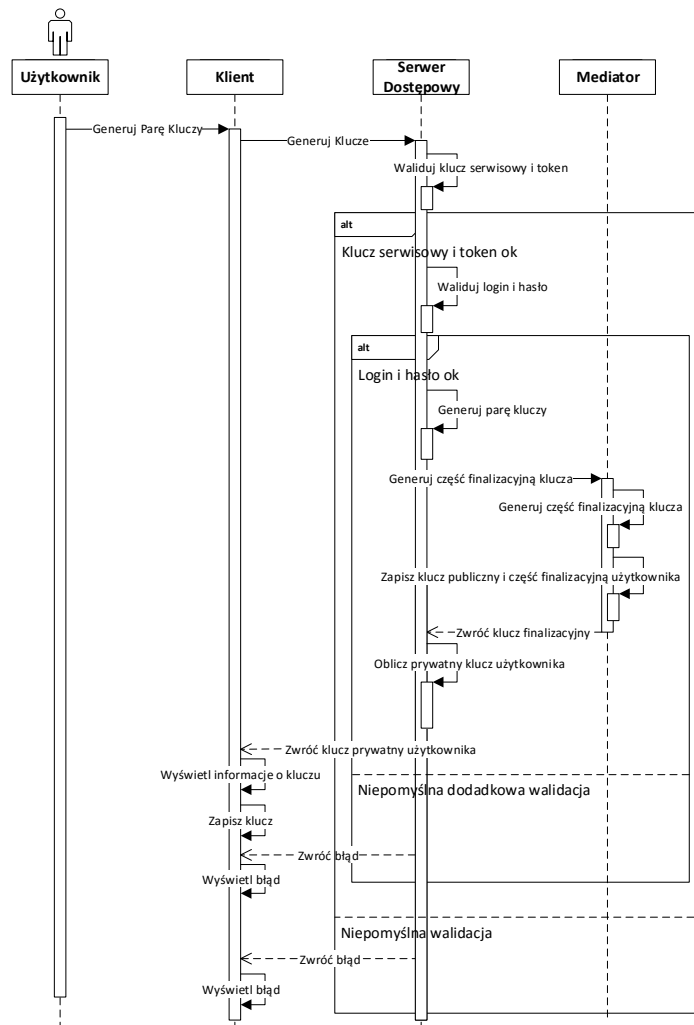 Użytkownik
Klient
Serwer
Dostępowy
Mediator
Generuj Parę Kluczy
Generuj Klucze
Waliduj klucz serwisowy i token
alt
Klucz serwisowy i token ok
Waliduj login i hasło
alt
Login i hasło ok
Generuj parę kluczy
Generuj część finalizacyjną klucza
Generuj część finalizacyjną klucza
Zapisz klucz publiczny i część finalizacyjną użytkownika
Zwróć klucz finalizacyjny
Oblicz prywatny klucz użytkownika
Zwróć klucz prywatny użytkownika
Wyświetl informacje o kluczu
Niepomyślna dodadkowa walidacja
Zapisz klucz
Zwróć błąd
Wyświetl błąd
Niepomyślna walidacja
Zwróć błąd
Wyświetl błąd